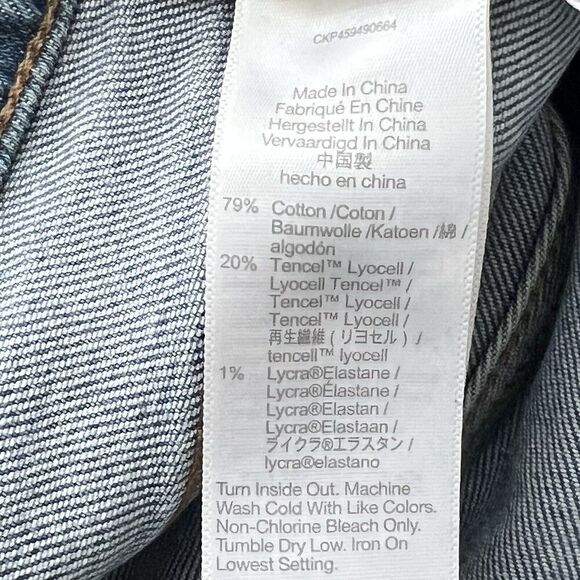 CKP459490664
Made In China
Fabriqué En Chine
Hergestellt In China
Vervaardigd In China
中国製
hecho en china
79% Cotton /Coton /
Baumwolle /Katoen /綿 /
algodón
20% Tencel™ Lyocell /
Lyocell Tencel™ /
Tencel™ Lyocell /
Tencel™ Lyocell /
再生繊維 ( リヨセル ) /
tencell™ lyocell
1% Lycra®Elastane /
Lycra®Élastane /
Lycra®Elastan /
Lycra®Elastaan /
ライクラ®エラスタン /
lycra®elastano
Turn Inside Out. Machine
Wash Cold With Like Colors.
Non-Chlorine Bleach Only.
Tumble Dry Low. Iron On
Lowest Setting.